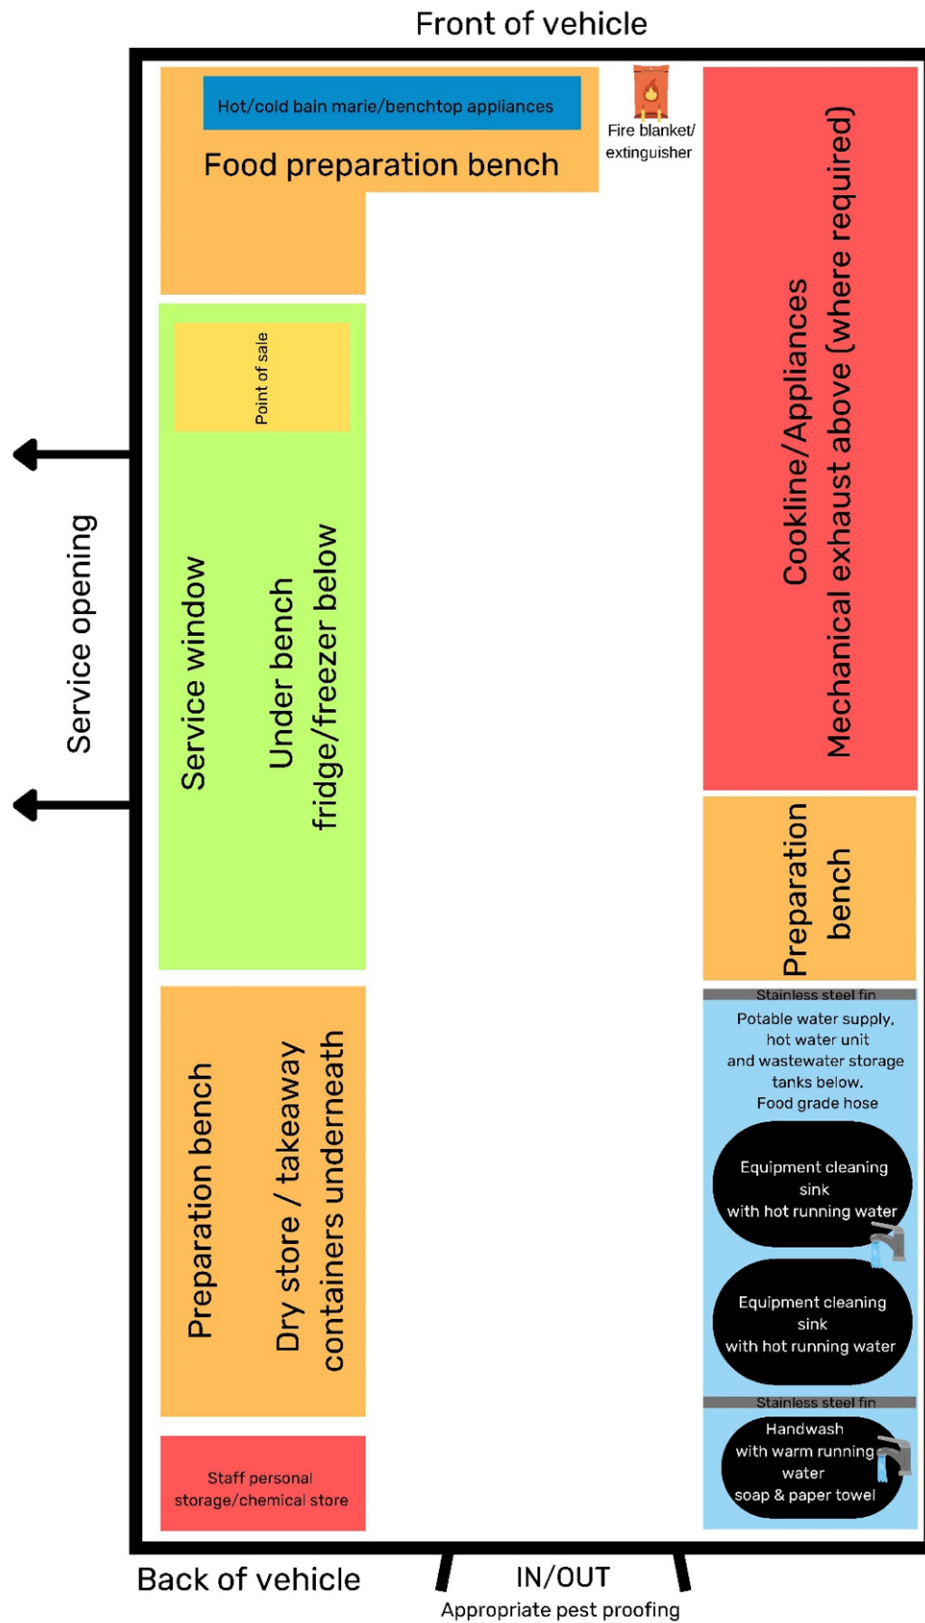 Front of vehicle
Hot/cold bain marie/benchtop appliances
Food preparation bench
Fire blanket/
extinguisher
Cookline/Appliances
Mechanical exhaust above (where required)
Point of sale
Service opening
Service window
Under bench
fridge/freezer below
Preparation
bench
Stainless steel fin
Potable water supply,
hot water unit
and wastewater storage
tanks below.
Food grade hose
Equipment cleaning
sink
with hot running water
Equipment cleaning
sink
with hot running water
Stainless steel fin
Handwash
with warm running
water
soap & paper towel
Preparation bench
Dry store / takeaway
containers underneath
Staff personal
storage/chemical store
Back of vehicle
IN/OUT
Appropriate pest proofing